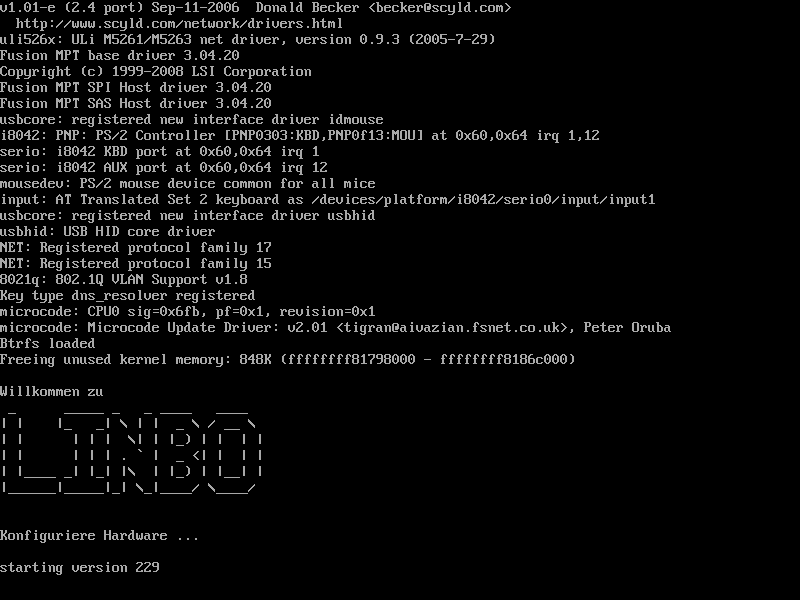 v1.01-e (2.4 port) Sep-11-2006  Donald Becker <becker@scyld.com>
  http://www.scyld.com/network/drivers.html
uli526x: ULi M5261/M5263 net driver, version 0.9.3 (2005-7-29)
Fusion MPT base driver 3.04.20
Copyright (c) 1999-2008 LSI Corporation
Fusion MPT SPI Host driver 3.04.20
Fusion MPT SAS Host driver 3.04.20
usbcore: registered new interface driver idmouse
i8042: PNP: PS/2 Controller [PNP0303:KBD,PNP0f13:MOU] at 0x60,0x64 irq 1,12
serio: i8042 KBD port at 0x60,0x64 irq 1
serio: i8042 AUX port at 0x60,0x64 irq 12
mousedev: PS/2 mouse device common for all mice
input: AT Translated Set 2 keyboard as /devices/platform/i8042/serio0/input/input1
usbcore: registered new interface driver usbhid
usbhid: USB HID core driver
NET: Registered protocol family 17
NET: Registered protocol family 15
8021q: 802.1Q VLAN Support v1.8
Key type dns_resolver registered
microcode: CPU0 sig=0x6fb, pf=0x1, revision=0x1
microcode: Microcode Update Driver: v2.01 <tigran@aivazian.fsnet.co.uk>, Peter Oruba
Btrfs loaded
Freeing unused kernel memory: 848K (ffffffff81798000 - ffffffff8186c000)
Willkommen zu
LINBO
Konfiguriere Hardware ...
starting version 229